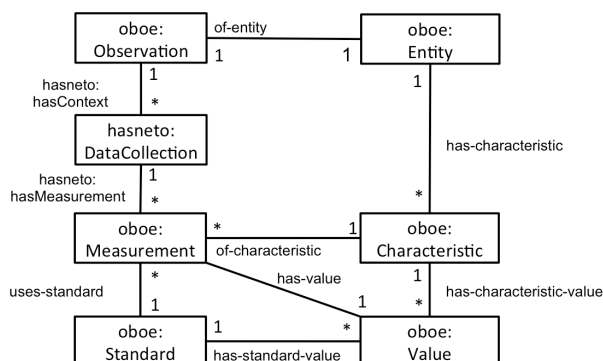 oboe:
Observation
of-entity
1
1
oboe:
Entity
1
hasneto:
hasContext
*
1
hasneto:
DataCollection
has-characteristic
hasneto:
hasMeasurement
1
*
*
oboe:
Measurement
*
1
of-characteristic
oboe:
Characteristic
has-value
uses-standard
*
1
1
1
*
has-characteristic-value
oboe:
Standard
1
*
has-standard-value
oboe:
Value